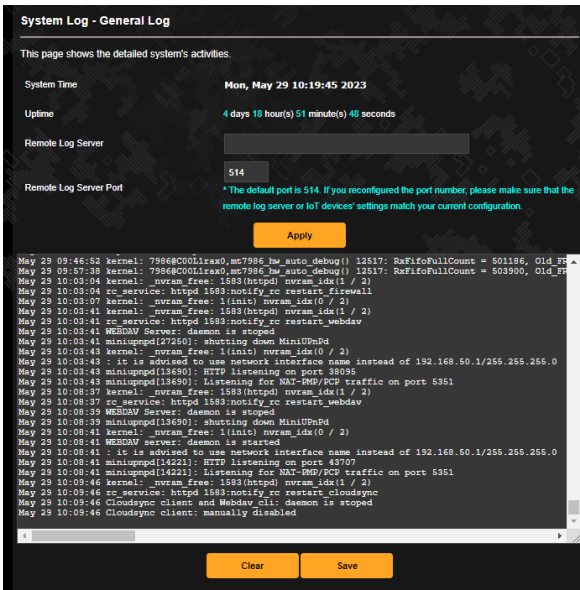 System Log - General Log
This page shows the detailed system's activities.
System Time Mon, May 29 10:19:45 2023
Uptime 4 days 18 hour(s) 51 minute(s) 48 seconds
Remote Log Server
Remote Log Server Port 514
* The default port is 514. If you reconfigured the port number, please make sure that the
remote log server or IoT devices' settings match your current configuration.
Apply
May 29 09:46:52 kernel: 7986@C00L1rax0,mt7986_hw_auto_debug() 12517: RxFifoFullCount = 501186, Old_FR
May 29 09:57:38 kernel: 7986@C00L1rax0,mt7986_hw_auto_debug() 12517: RxFifoFullCount = 503900, Old_FR
May 29 10:03:04 kernel: _nvram_free: 1583(httpd) nvram_idx(1 / 2)
May 29 10:03:04 rc_service: httpd 1583:notify_rc restart_firewall
May 29 10:03:07 kernel: _nvram_free: 1(init) nvram_idx(0 / 2)
May 29 10:03:41 kernel: _nvram_free: 1583(httpd) nvram_idx(1 / 2)
May 29 10:03:41 rc_service: httpd 1583:notify_rc restart_webdav
May 29 10:03:41 WEBDAV Server: daemon is stoped
May 29 10:03:41 miniupnpd[27250]: shutting down MiniUPnPd
May 29 10:03:43 kernel: _nvram_free: 1(init) nvram_idx(0 / 2)
May 29 10:03:43 : it is advised to use network interface name instead of 192.168.50.1/255.255.255.0
May 29 10:03:43 miniupnpd[13690]: HTTP listening on port 38095
May 29 10:03:43 miniupnpd[13690]: Listening for NAT-PMP/PCP traffic on port 5351
May 29 10:08:37 kernel: _nvram_free: 1583(httpd) nvram_idx(1 / 2)
May 29 10:08:37 rc_service: httpd 1583:notify_rc restart_webdav
May 29 10:08:39 WEBDAV Server: daemon is stoped
May 29 10:08:39 miniupnpd[13690]: shutting down MiniUPnPd
May 29 10:08:41 kernel: _nvram_free: 1(init) nvram_idx(0 / 2)
May 29 10:08:41 WEBDAV server: daemon is started
May 29 10:08:41 : it is advised to use network interface name instead of 192.168.50.1/255.255.255.0
May 29 10:08:41 miniupnpd[14221]: HTTP listening on port 43707
May 29 10:08:41 miniupnpd[14221]: Listening for NAT-PMP/PCP traffic on port 5351
May 29 10:09:46 kernel: _nvram_free: 1583(httpd) nvram_idx(1 / 2)
May 29 10:09:46 rc_service: httpd 1583:notify_rc restart_cloudsync
May 29 10:09:46 Cloudsync client and Webdav_cli: daemon is stoped
May 29 10:09:46 Cloudsync client: manually disabled
Clear Save